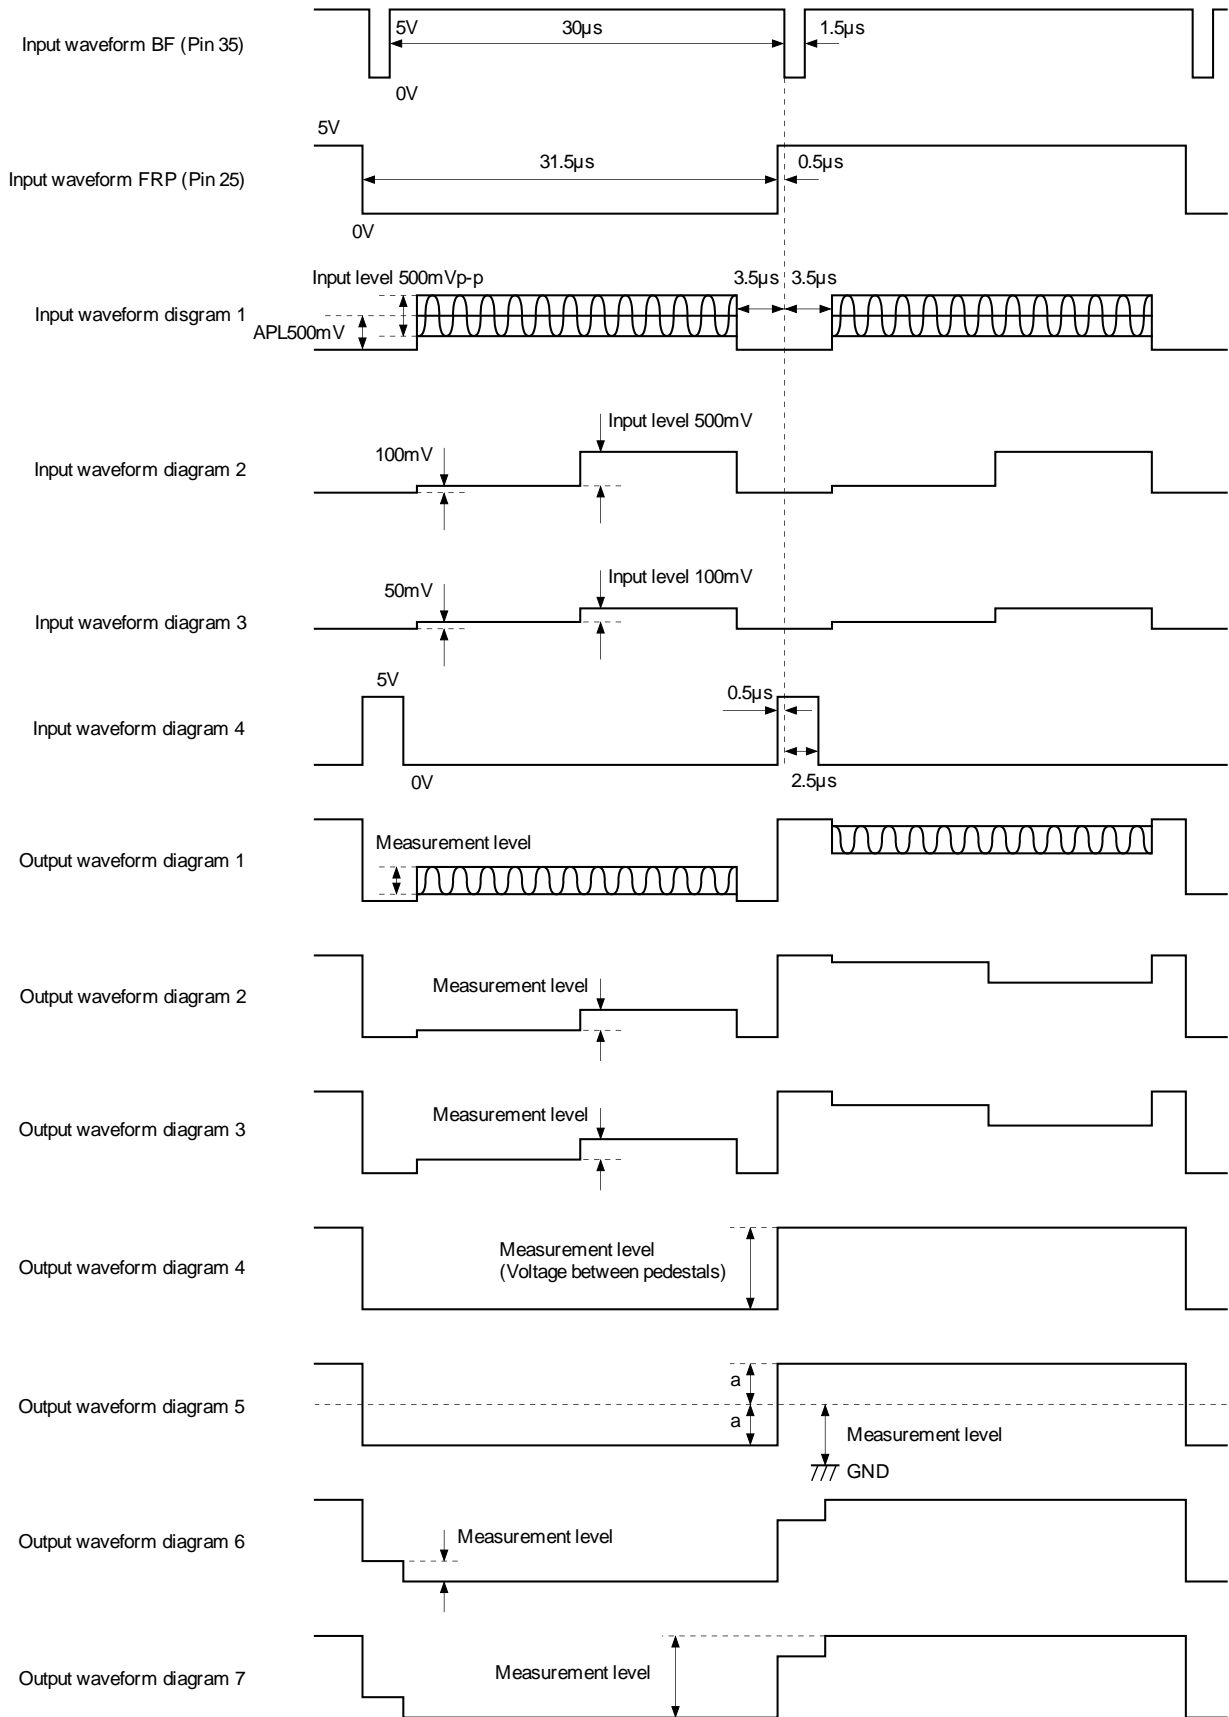 Input waveform BF (Pin 35)
5V
30µs
1.5µs
0V
5V
Input waveform FRP (Pin 25)
31.5µs
0.5µs
0V
Input level 500mVp-p
3.5µs
3.5µs
Input waveform disgram 1
APL500mV
Input level 500mV
100mV
Input waveform diagram 2
Input level 100mV
50mV
Input waveform diagram 3
5V
0.5µs
Input waveform diagram 4
0V
2.5µs
Measurement level
Output waveform diagram 1
Measurement level
Output waveform diagram 2
Measurement level
Output waveform diagram 3
Measurement level
(Voltage between pedestals)
Output waveform diagram 4
a
Output waveform diagram 5
a
Measurement level
GND
Measurement level
Output waveform diagram 6
Measurement level
Output waveform diagram 7